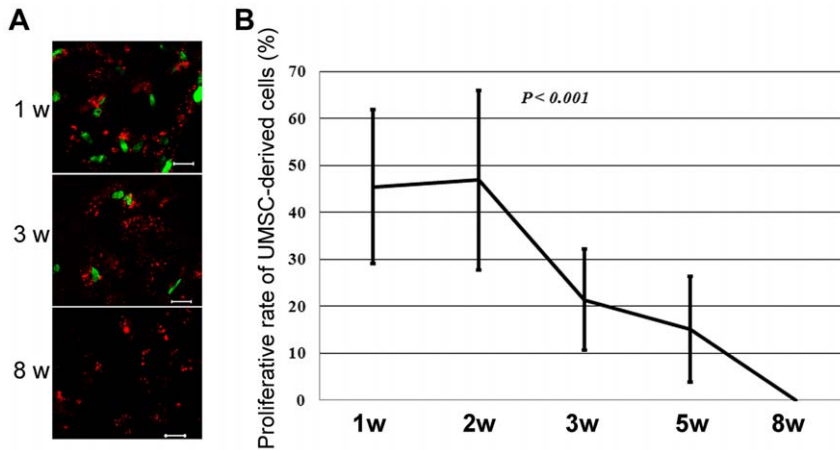 A
1 w
3 w
8 w
B
Proliferative rate of UMSC-derived cells (%)
70
60
50
40
30
20
10
0
P < 0.001
1w 2w 3w 5w 8w